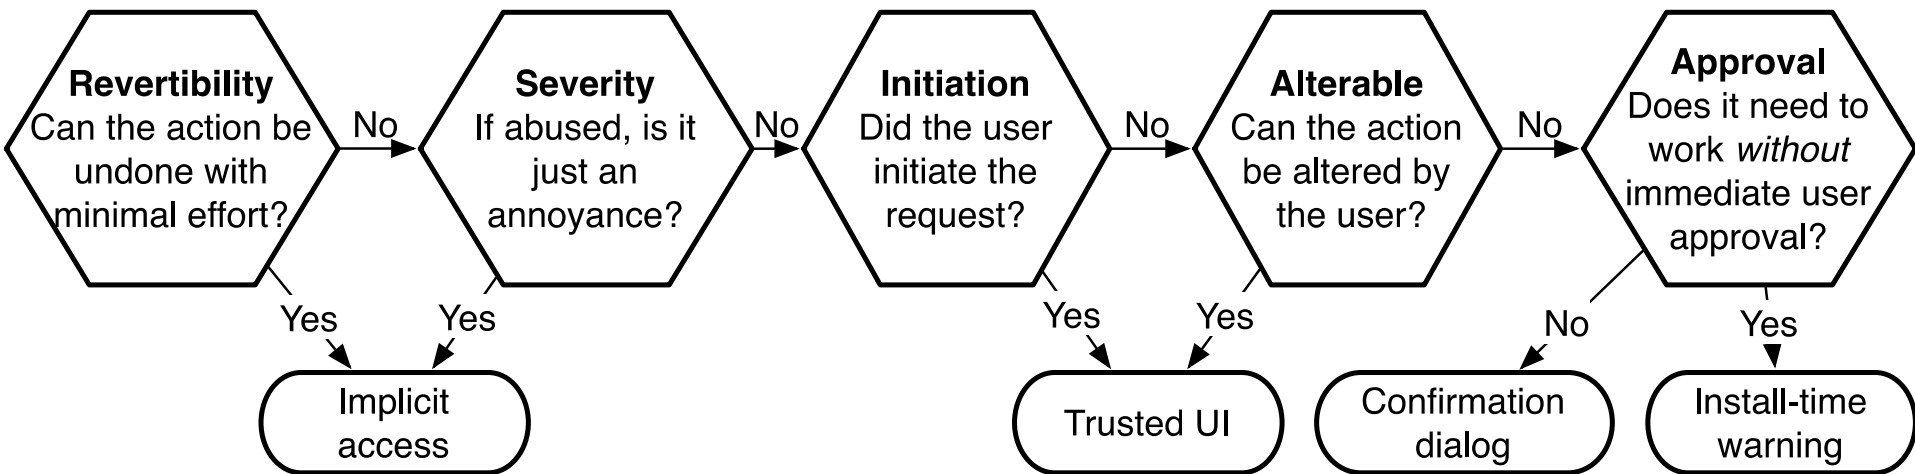 Revertibility
Can the action be
undone with
minimal effort?
No
Severity
If abused, is it
just an
annoyance?
No
Initiation
Did the user
initiate the
request?
No
Alterable
Can the action
be altered by
the user?
No
Approval
Does it need to
work without
immediate user
approval?
Yes
Yes
Yes
Yes
No
Yes
Implicit
access
Trusted UI
Confirmation
dialog
Install-time
warning